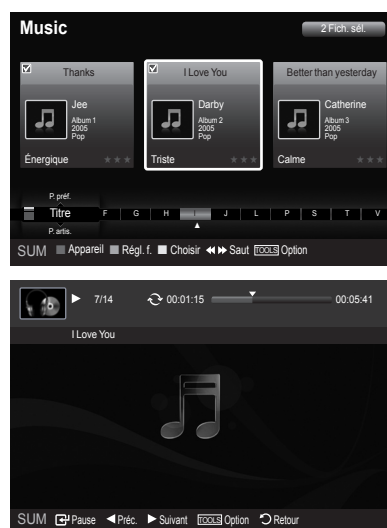 Music
2 Fich. sél.
Thanks
I Love You
Better than yesterday
Jee
Album 1
2005
Pop
Darby
Album 2
2005
Pop
Catherine
Album 3
2005
Pop
Énergique
Triste
Calme
P. préf.
Titre F G H I J L P S T V
P. artis.
SUM Appareil Régl. f. Choisir Saut TOOLS Option
7/14 00:01:15 00:05:41
I Love You
SUM Pause Préc. Suivant TOOLS Option Retour